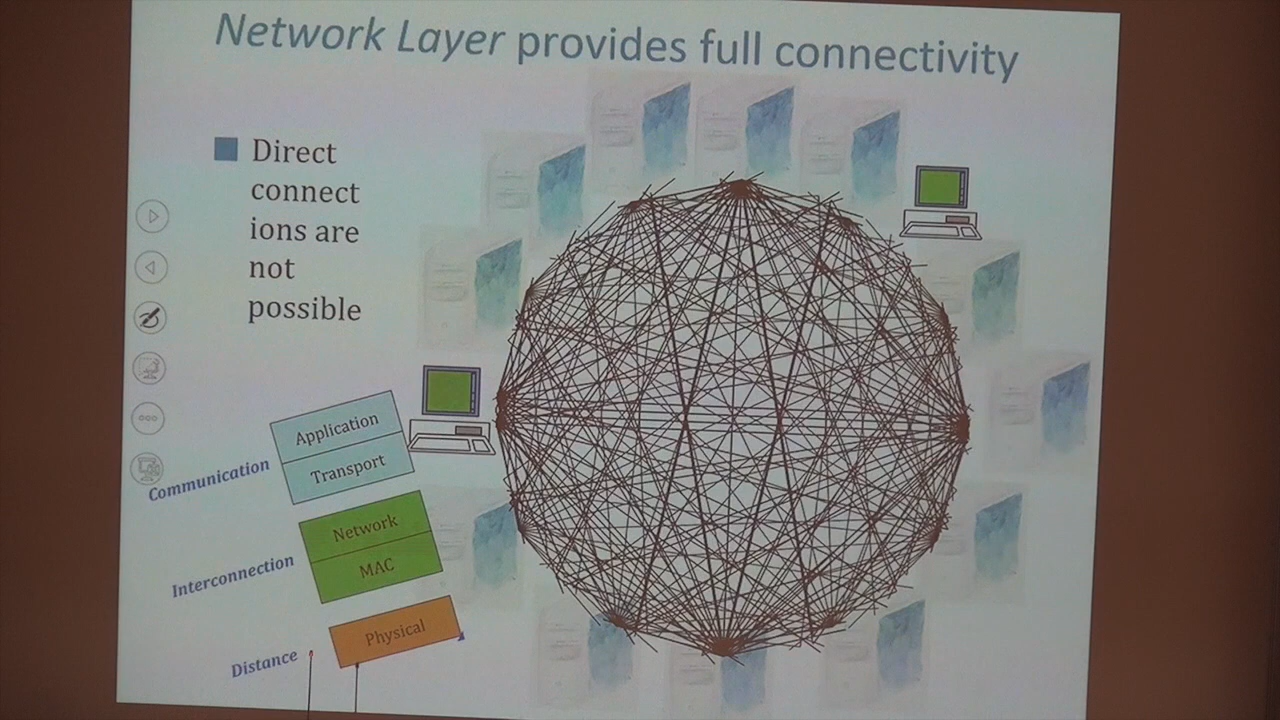 Network Layer provides full connectivity
Direct
connect
ions are
not
possible
Application
Transport
Communication
Network
MAC
Interconnection
Physical
Distance